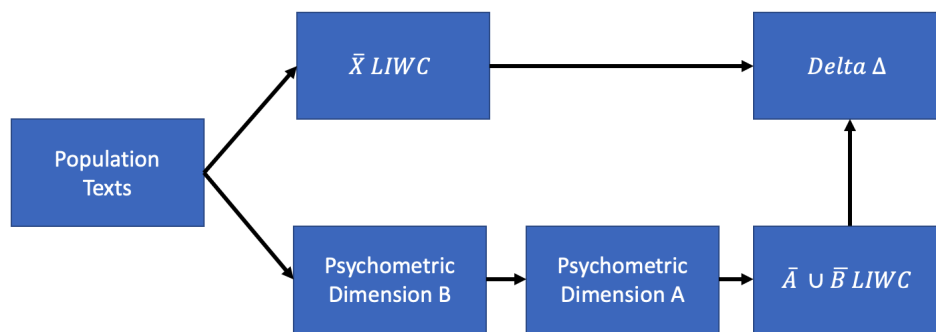 X̄ LIWC
Delta Δ
Population
Texts
Psychometric
Dimension B
Psychometric
Dimension A
Ā ∪ B̄ LIWC